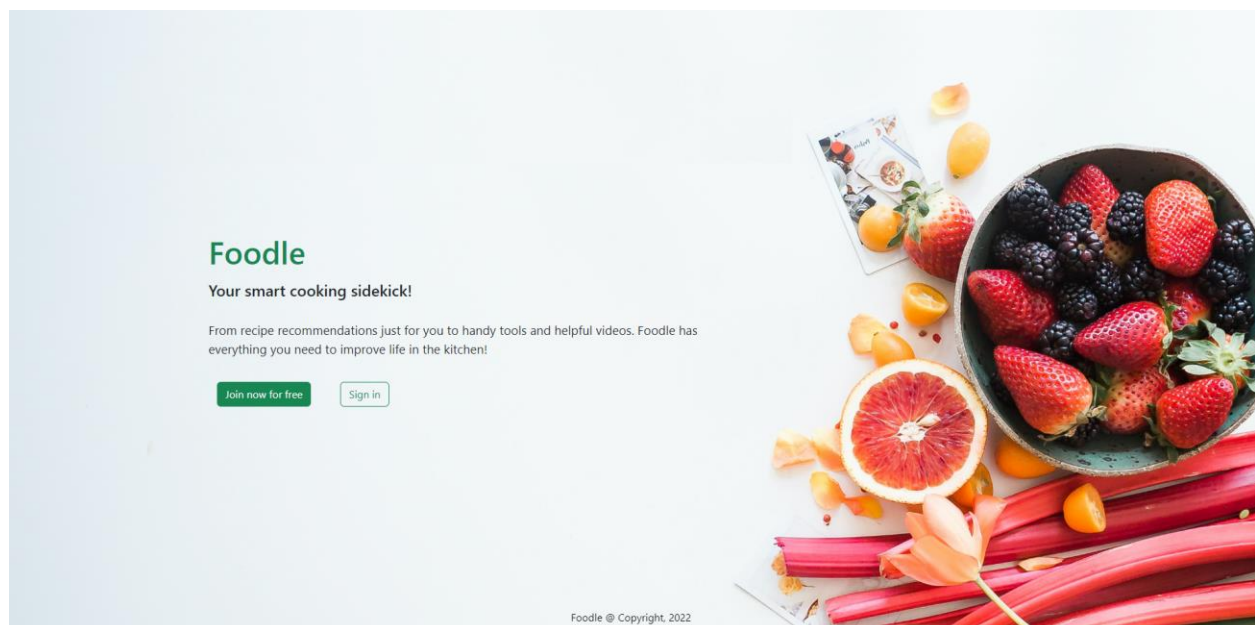 Foodle
Your smart cooking sidekick!
From recipe recommendations just for you to handy tools and helpful videos. Foodle has
everything you need to improve life in the kitchen!
Join now for free
Sign in
Foodle @ Copyright, 2022